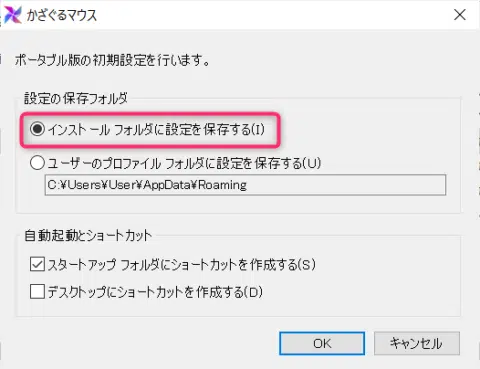 かざぐるマウス
ポータブル版の初期設定を行います。
設定の保存フォルダ
インストール フォルダに設定を保存する(I)
ユーザーのプロファイル フォルダに設定を保存する(U)
C:¥Users¥User¥AppData¥Roaming
自動起動とショートカット
スタートアップ フォルダにショートカットを作成する(S)
デスクトップにショートカットを作成する(D)
OK
キャンセル